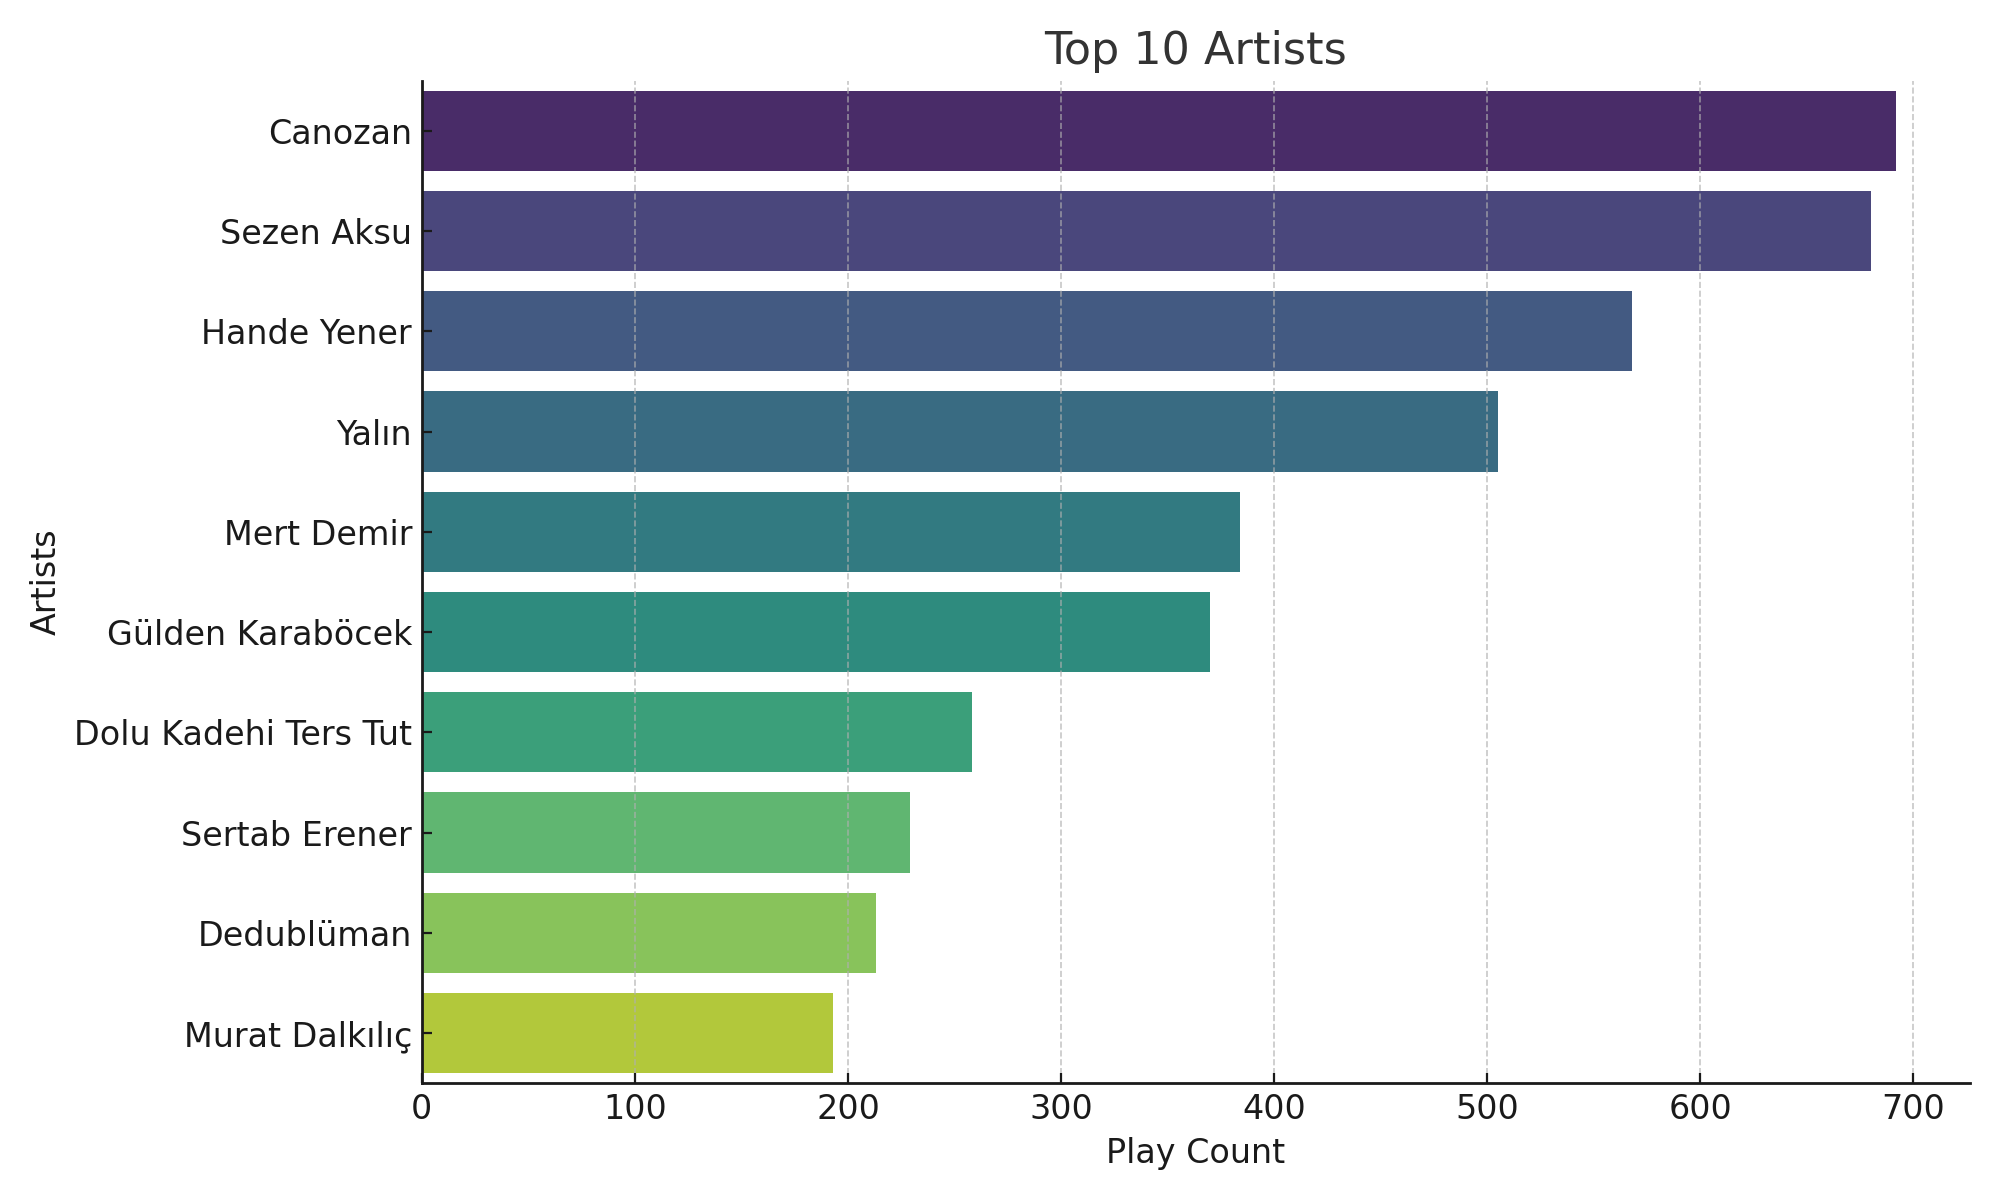 Top 10 Artists
Canozan
Sezen Aksu
Hande Yener
Yalın
Mert Demir
Gülden Karaböcek
Dolu Kadehi Ters Tut
Sertab Erener
Dedublüman
Murat Dalkılıç
Artists
0 100 200 300 400 500 600 700
Play Count